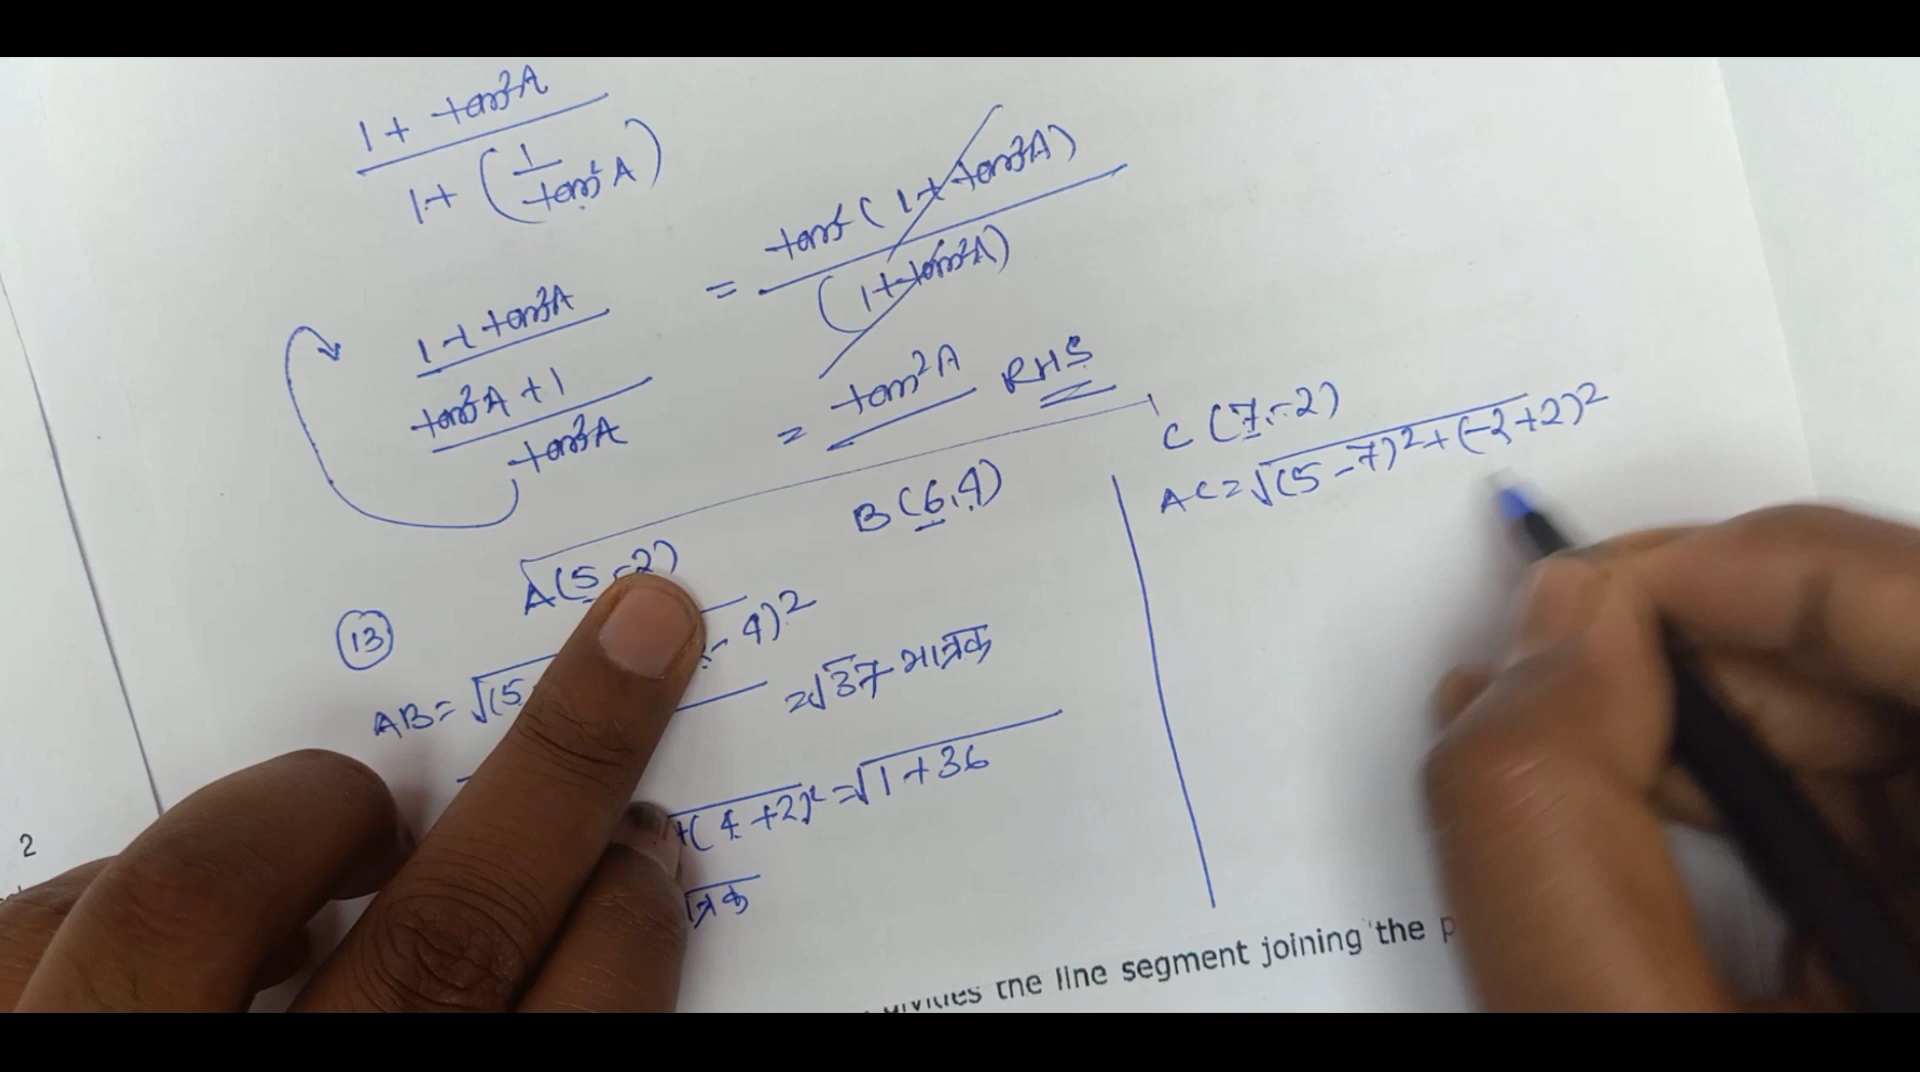 1 + tan²A
1 + (1/tan²A)
1 + tan²A
tan²A + 1
tan²A
= tan²(1 + tan²A)
(1 + tan²A)
= tan²A RHS
13
A(5,-2)
B(6,4)
C(7,-2)
AB = √(5
- 4)²
= √37 मात्रक
+(4+2)² = √1+36
त्रक
AC = √(5-7)² + (-2+2)²
2
the line segment joining the p